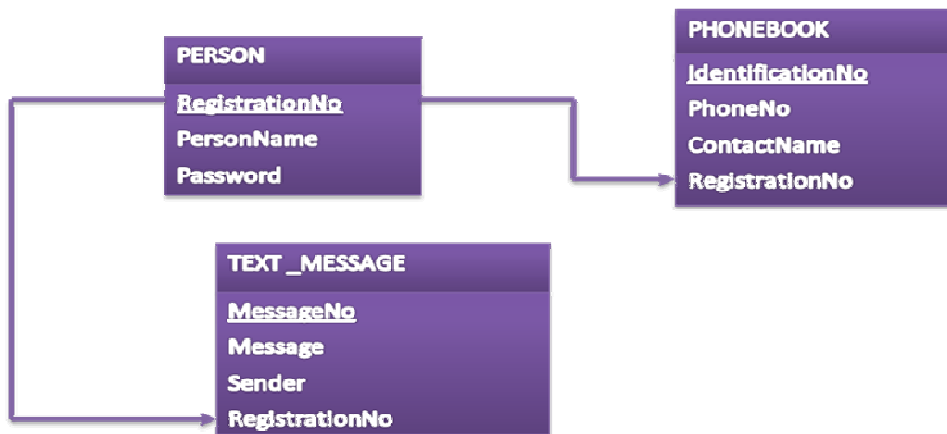 PERSON
RegistrationNo
PersonName
Password
PHONEBOOK
IdentificationNo
PhoneNo
ContactName
RegistrationNo
TEXT _MESSAGE
MessageNo
Message
Sender
RegistrationNo